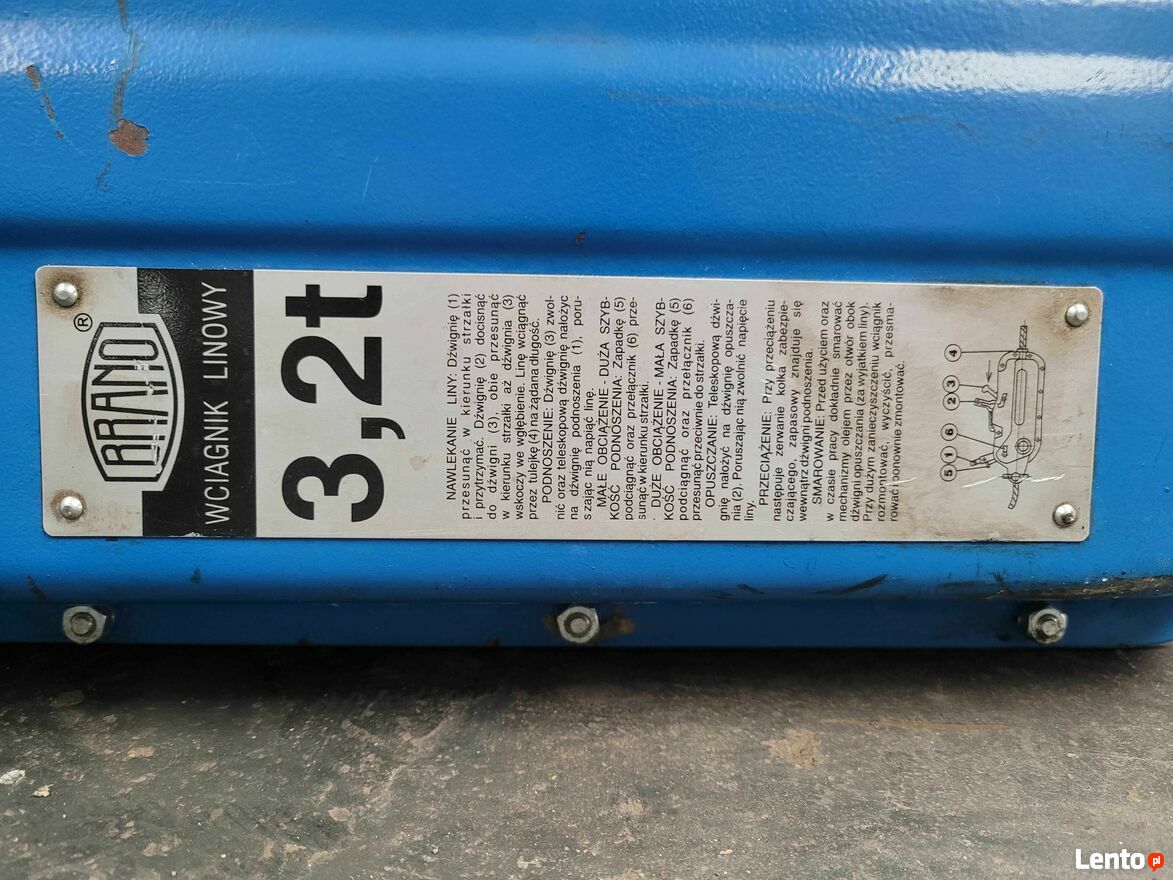 BRANO
®
WCIAGNIK LINOWY
3,2t
NAWLEKANIE LINY: Dźwignię (1)
przesunąć w kierunku strzałki
i przytrzymać. Dźwignię (2) docisnąć
do dźwigni (3), obie przesunąć
w kierunku strzałki aż dźwignia (3)
wskoczy we wgłębienie. Linę wciągnąć
przez tulejkę (4) na żądana długość.
PODNOSZENIE: Dźwignię (3) zwol-
nić oraz teleskopową dźwignię nałożyc
na dźwignię podnoszenia (1), poru-
szając nią napiąć linę.
MAŁE OBCIĄŻENIE - DUŻA SZYB-
KOŚĆ PODNOSZENIA: Zapadkę (5)
podciągnąć oraz przełącznik (6) prze-
sunąć w kierunku strzałki.
DUŻE OBCIĄŻENIE - MAŁA SZYB-
KOŚĆ PODNOSZENIA: Zapadkę (5)
podciągnąć oraz przełącznik (6)
przesunąć przeciwnie do strzałki.
OPUSZCZANIE: Teleskopową dźwi-
gnię nałozyć na dźwignię opuszcza-
nia (2). Poruszając nią zwolnić napięcie
liny.
PRZECIĄŻENIE: Przy przeciążeniu
następuje zerwanie kołka zabezpie-
czającego, zapasowy znajduje się
wewnątrz dźwigni podnoszenia.
SMAROWANIE: Przed użyciem oraz
w czasie pracy dokładnie smarować
mechanizmy olejem przez otwór obok
dźwigni opuszczania (za wyjatkiem liny).
Przy dużym zanieczyszczeniu wciągnik
rozmontować, wyczyścić, przesma-
rować i ponownie zmontować.
5 1 6 2 3 4
Lento.pl